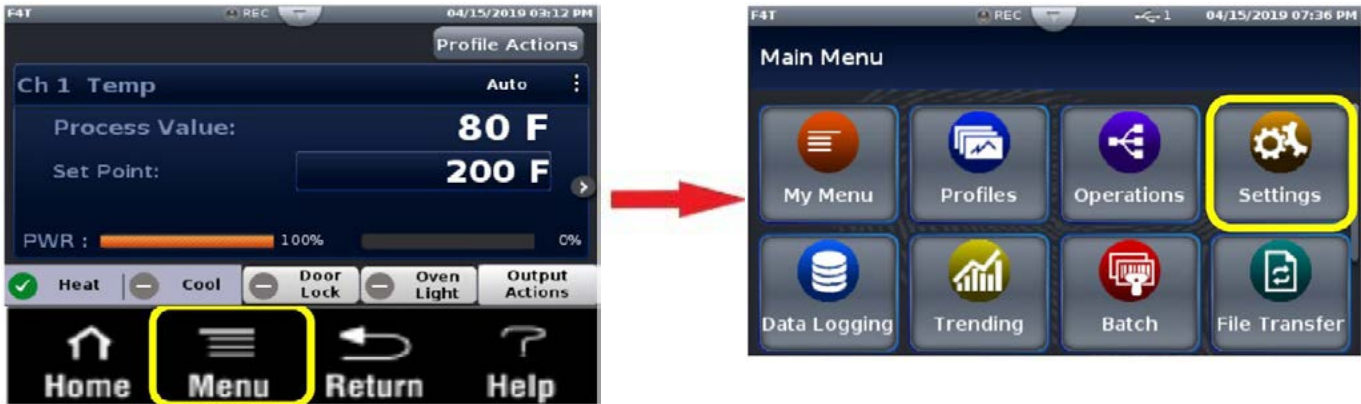 F4T REC 04/15/2019 03:12 PM
Profile Actions
Ch 1 Temp Auto
Process Value: 80 F
Set Point: 200 F
PWR : 100% 0%
Heat Cool Door Lock Oven Light Output Actions
Home Menu Return Help
F4T REC 1 04/15/2019 07:36 PM
Main Menu
My Menu Profiles Operations Settings
Data Logging Trending Batch File Transfer